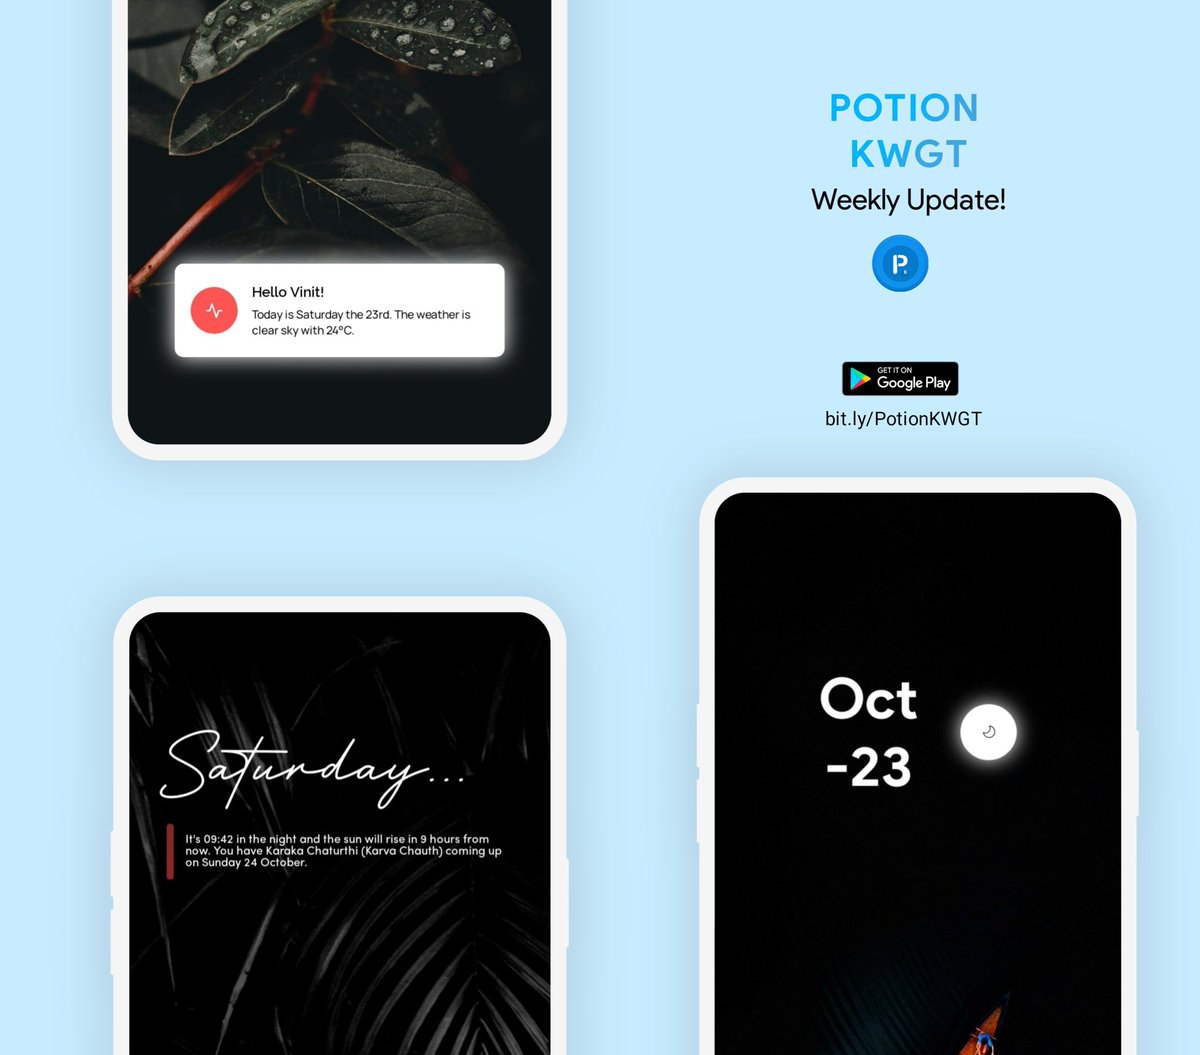 Hello Vinit!
Today is Saturday the 23rd. The weather is
clear sky with 24°C.
POTION
KWGT
Weekly Update!
P
K
GET IT ON
Google Play
bit.ly/PotionKWGT
Saturday...
It's 09:42 in the night and the sun will rise in 9 hours from
now. You have Karaka Chaturthi (Karva Chauth) coming up
on Sunday 24 October.
Oct
-23